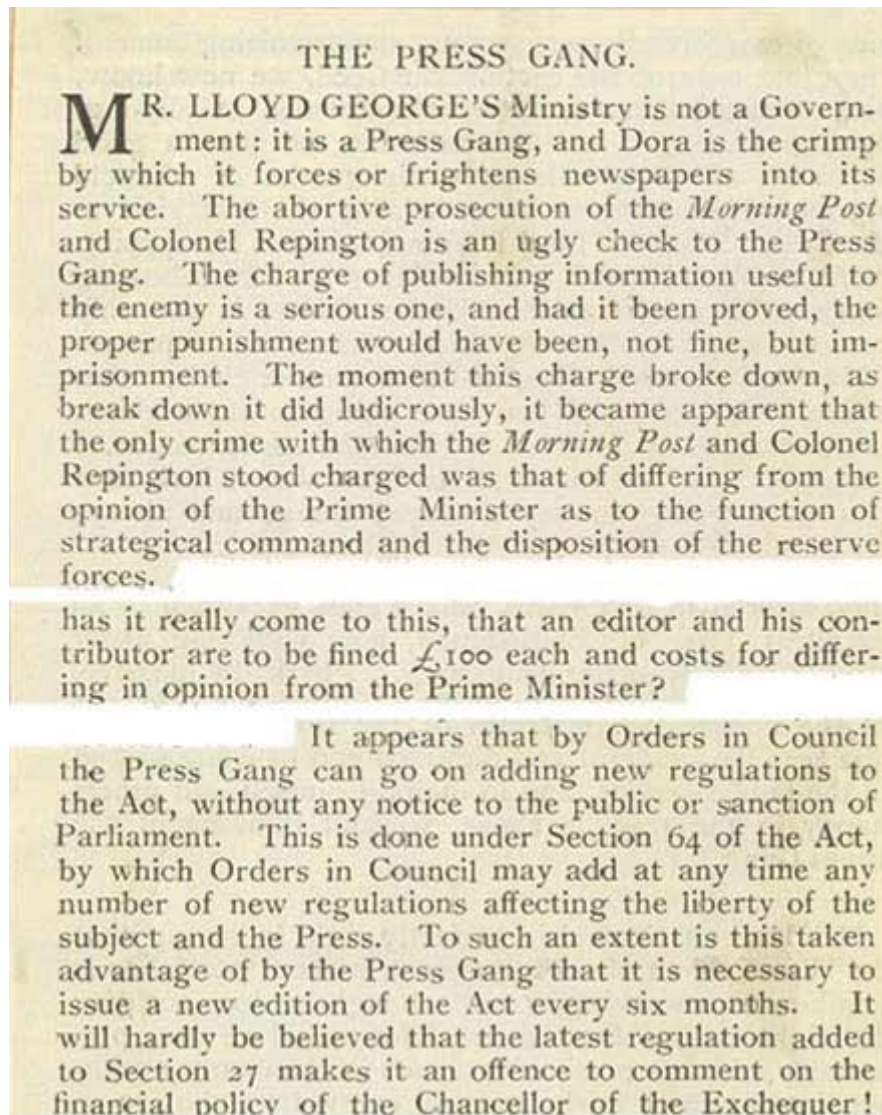 THE PRESS GANG.
MR. LLOYD GEORGE'S Ministry is not a Govern-
ment: it is a Press Gang, and Dora is the crimp
by which it forces or frightens newspapers into its
service. The abortive prosecution of the Morning Post
and Colonel Repington is an ugly check to the Press
Gang. The charge of publishing information useful to
the enemy is a serious one, and had it been proved, the
proper punishment would have been, not fine, but im-
prisonment. The moment this charge broke down, as
break down it did ludicrously, it became apparent that
the only crime with which the Morning Post and Colonel
Repington stood charged was that of differing from the
opinion of the Prime Minister as to the function of
strategical command and the disposition of the reserve
forces.
has it really come to this, that an editor and his con-
tributor are to be fined £100 each and costs for differ-
ing in opinion from the Prime Minister?
It appears that by Orders in Council
the Press Gang can go on adding new regulations to
the Act, without any notice to the public or sanction of
Parliament. This is done under Section 64 of the Act,
by which Orders in Council may add at any time any
number of new regulations affecting the liberty of the
subject and the Press. To such an extent is this taken
advantage of by the Press Gang that it is necessary to
issue a new edition of the Act every six months. It
will hardly be believed that the latest regulation added
to Section 27 makes it an offence to comment on the
financial policy of the Chancellor of the Exchequer!